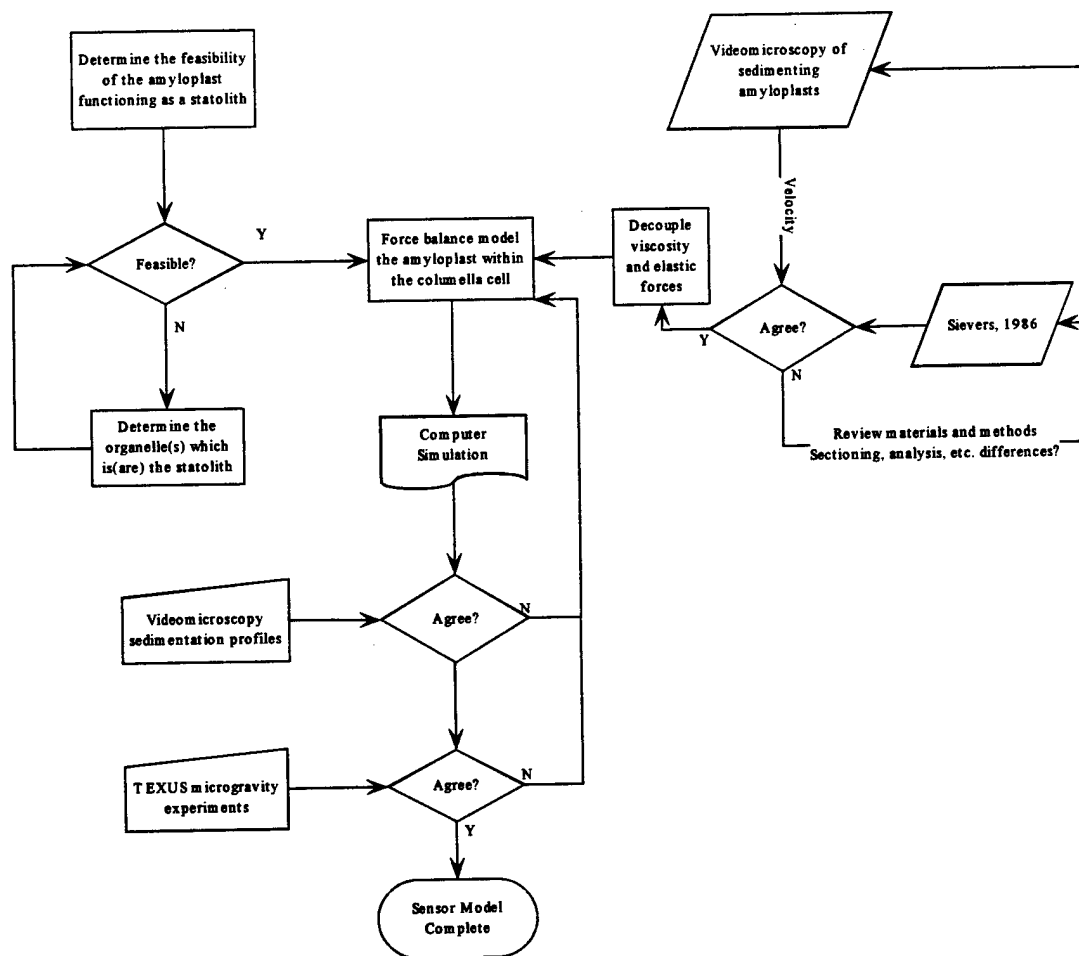 Determine the feasibility
of the amyloplast
functioning as a statolith
Feasible?
Y
N
Determine the
organelle(s) which
is(are) the statolith
Force balance model
the amyloplast within
the columella cell
Computer
Simulation
Videomicroscopy
sedimentation profiles
Agree?
N
TEXUS microgravity
experiments
Agree?
N
Y
Sensor Model
Complete
Videomicroscopy of
sedimenting
amyloplasts
Velocity
Decouple
viscosity
and elastic
forces
Agree?
Y
N
Sievers, 1986
Review materials and methods
Sectioning, analysis, etc. differences?